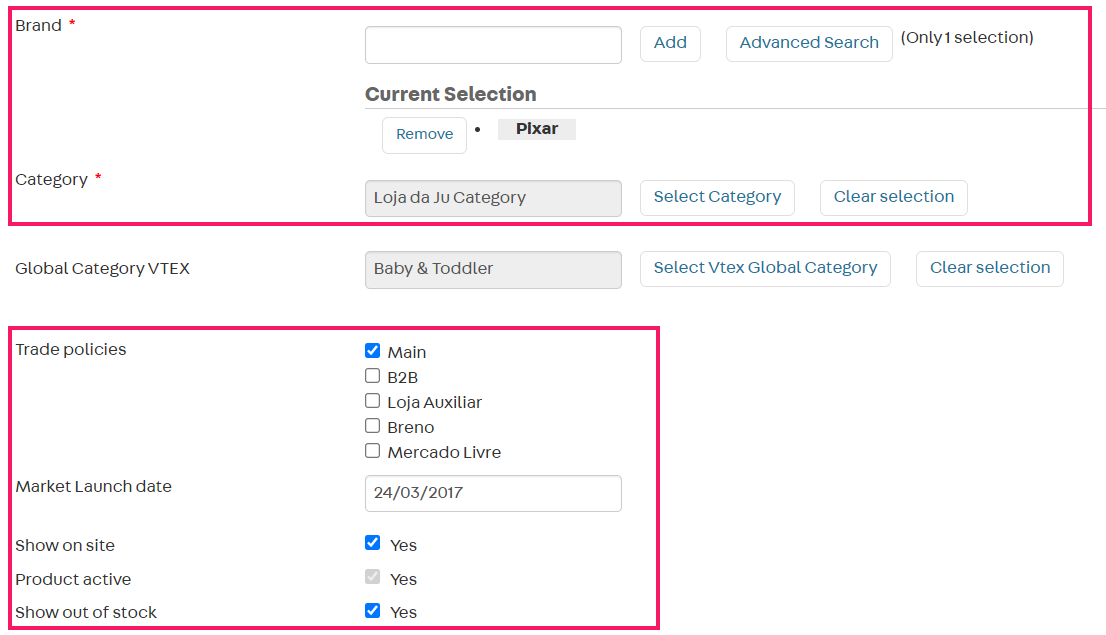 Brand *
Add Advanced Search (Only 1 selection)
Current Selection
Remove • Pixar
Category *
Loja da Ju Category Select Category Clear selection
Global Category VTEX Baby & Toddler Select Vtex Global Category Clear selection
Trade policies Main
B2B
Loja Auxiliar
Breno
Mercado Livre
Market Launch date 24/03/2017
Show on site Yes
Product active Yes
Show out of stock Yes